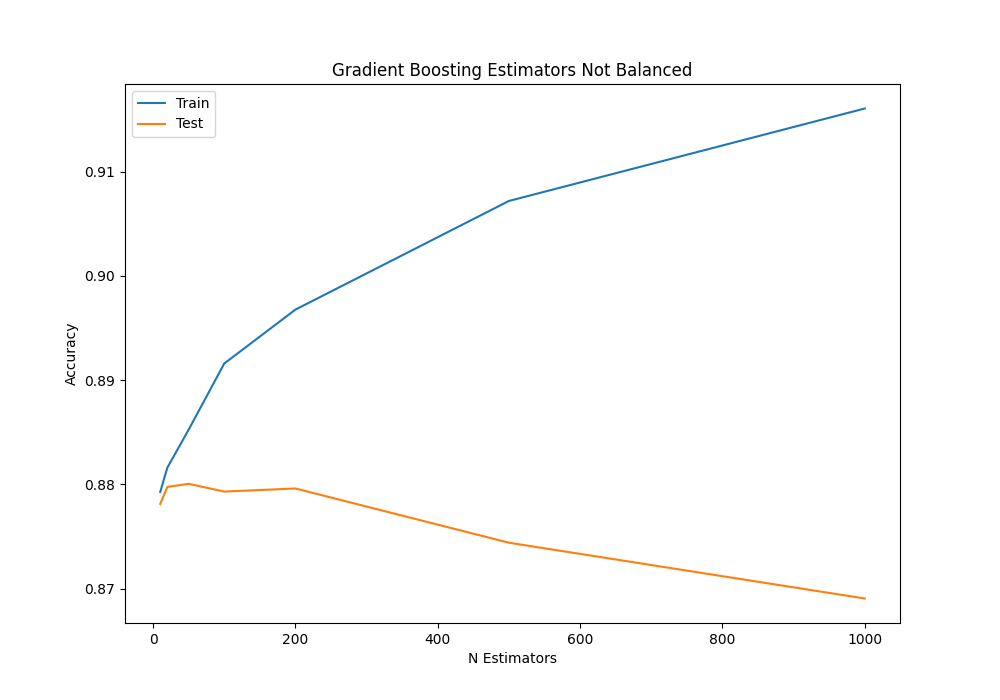 Gradient Boosting Estimators Not Balanced
Train
Test
0.91
0.90
0.89
0.88
0.87
Accuracy
0 200 400 600 800 1000
N Estimators